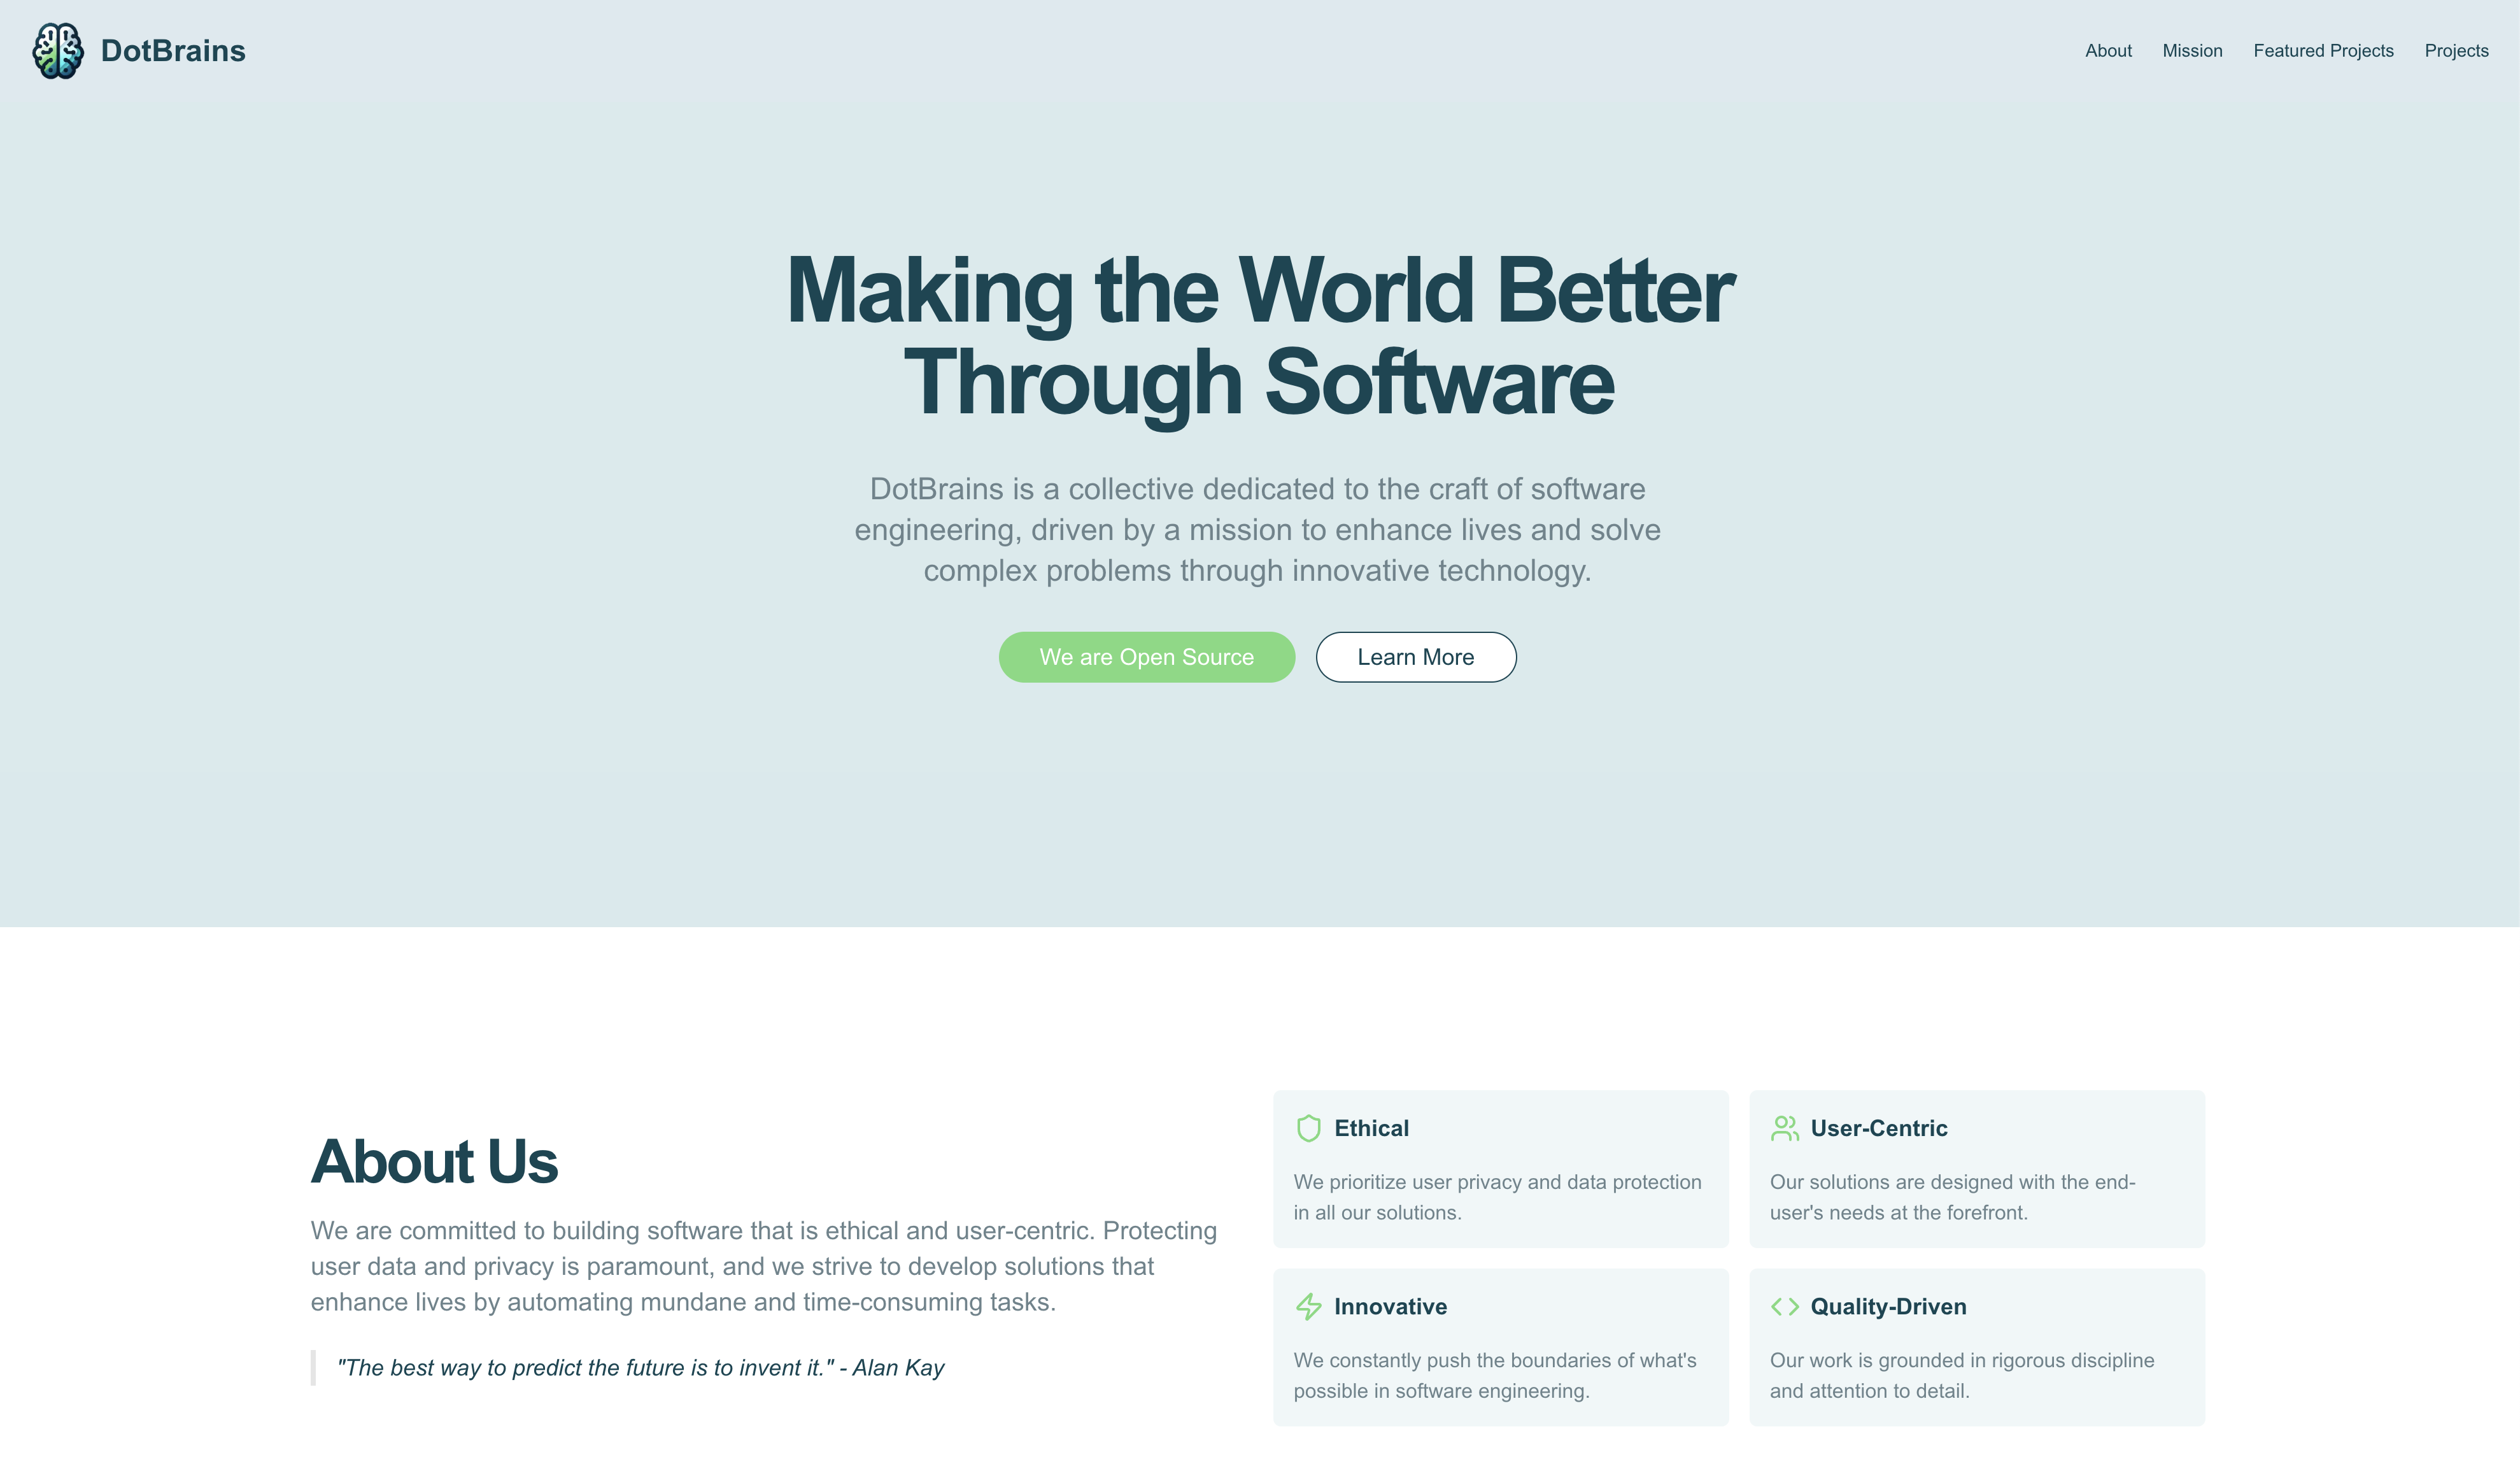 DotBrains
About
Mission
Featured Projects
Projects
Making the World Better
Through Software
DotBrains is a collective dedicated to the craft of software
engineering, driven by a mission to enhance lives and solve
complex problems through innovative technology.
We are Open Source
Learn More
About Us
We are committed to building software that is ethical and user-centric. Protecting
user data and privacy is paramount, and we strive to develop solutions that
enhance lives by automating mundane and time-consuming tasks.
"The best way to predict the future is to invent it." - Alan Kay
Ethical
We prioritize user privacy and data protection
in all our solutions.
User-Centric
Our solutions are designed with the end-
user's needs at the forefront.
Innovative
We constantly push the boundaries of what's
possible in software engineering.
Quality-Driven
Our work is grounded in rigorous discipline
and attention to detail.